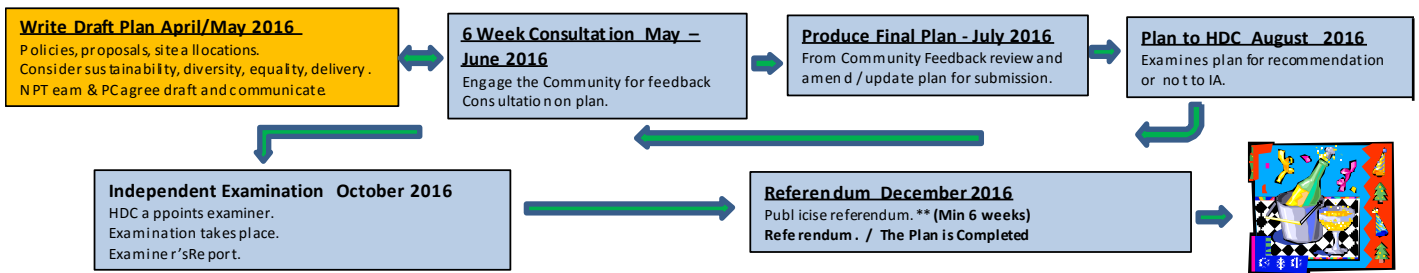 Write Draft Plan April/May 2016
Policies, proposals, site allocations.
Consider sustainability, diversity, equality, delivery.
NPTeam & PC agree draft and communicate.
6 Week Consultation May –
June 2016
Engage the Community for feedback
Consultation on plan.
Produce Final Plan - July 2016
From Community Feedback review and
amend / update plan for submission.
Plan to HDC August 2016
Examines plan for recommendation
or not to IA.
Independent Examination October 2016
HDC appoints examiner.
Examination takes place.
Examiner'sReport.
Referendum December 2016
Publicise referendum. ** (Min 6 weeks)
Referendum. / The Plan is Completed